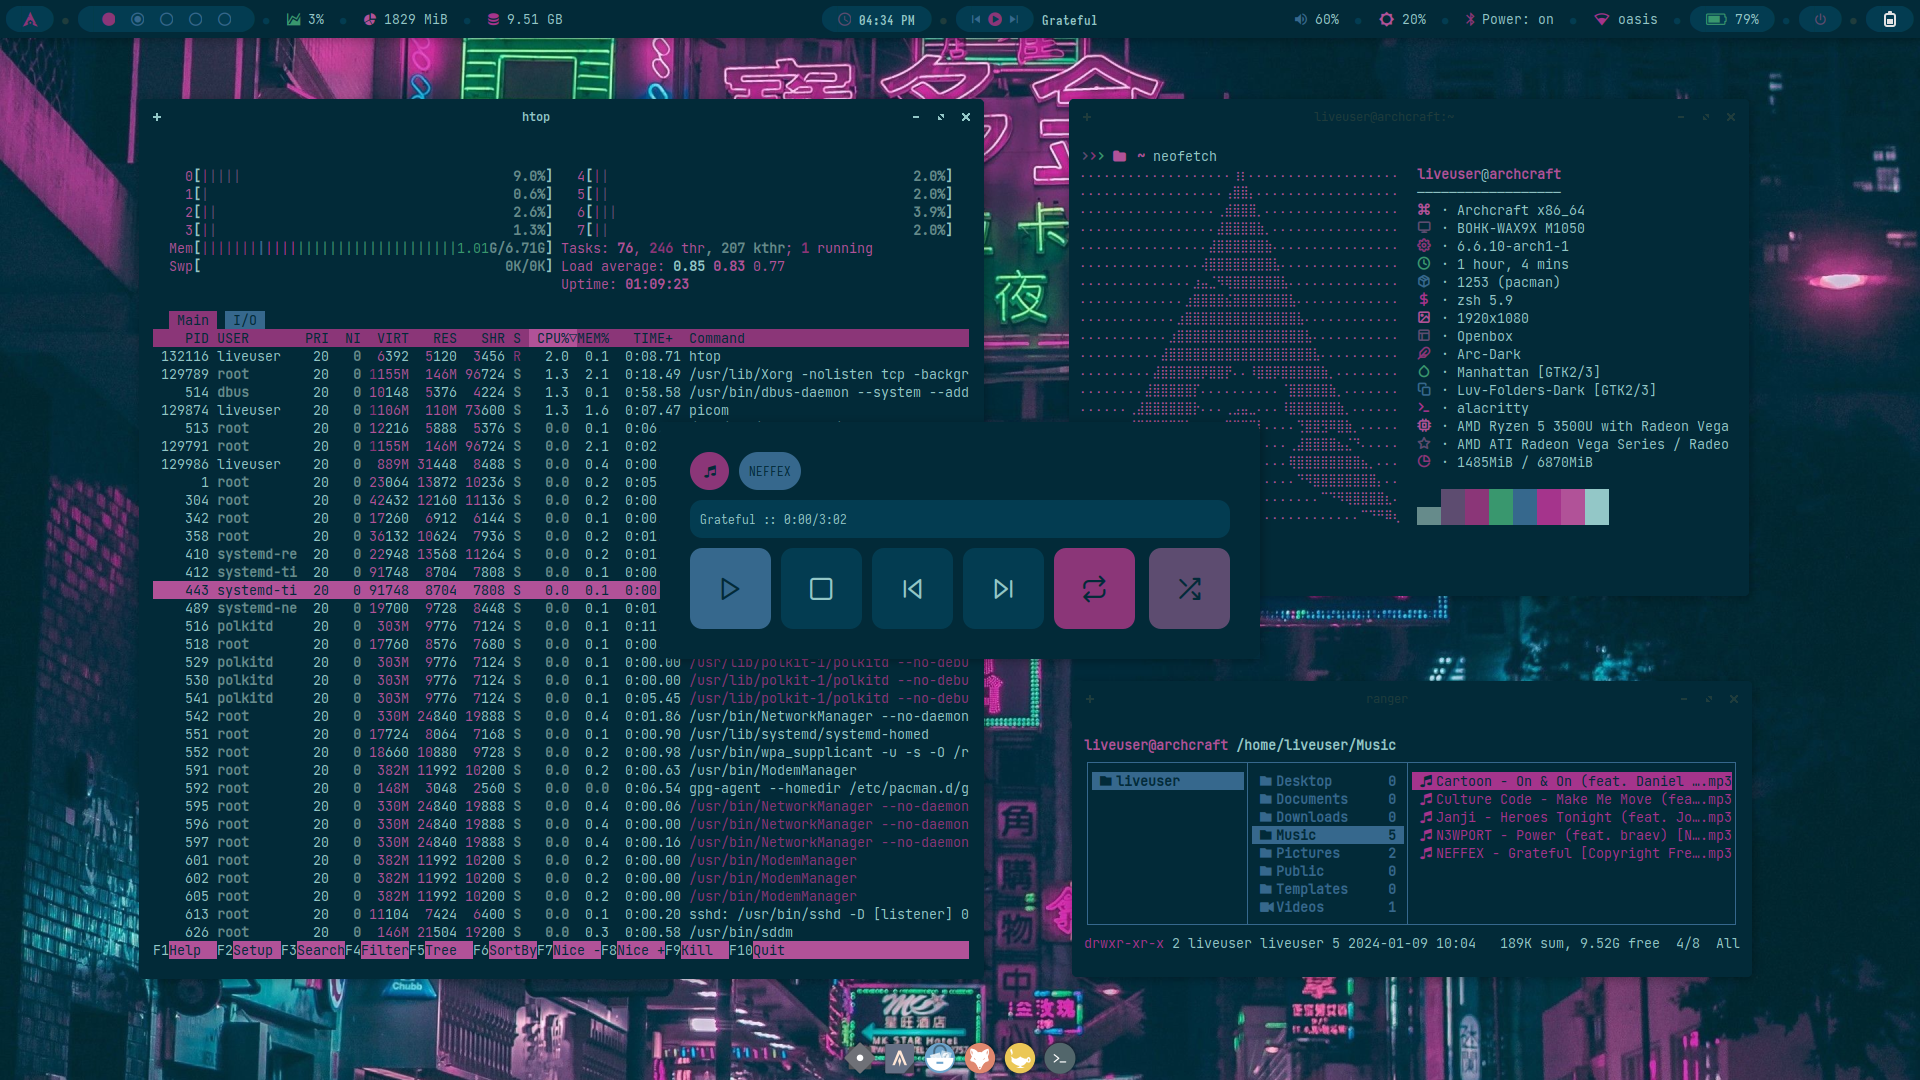 3% 1829 MiB 9.51 GB 04:34 PM Grateful 60% 20% Power: on oasis 79%
htop
0[||||| 9.0%] 4[|| 2.0%]
1[| 0.6%] 5[|| 2.0%]
2[|| 2.6%] 6[||| 3.9%]
3[|| 1.3%] 7[|| 2.0%]
Mem[||||||||||||||||||||||||||||||||1.01G/6.71G] Tasks: 76, 246 thr, 207 kthr; 1 running
Swp[ 0K/0K] Load average: 0.85 0.83 0.77
Uptime: 01:09:23
Main I/O
PID USER PRI NI VIRT RES SHR S CPU%▽MEM% TIME+ Command
132116 liveuser 20 0 6392 5120 3456 R 2.0 0.1 0:08.71 htop
129789 root 20 0 1155M 146M 96724 S 1.3 2.1 0:18.49 /usr/lib/Xorg -nolisten tcp -backgr
514 dbus 20 0 10148 5376 4224 S 1.3 0.1 0:58.58 /usr/bin/dbus-daemon --system --add
129874 liveuser 20 0 1106M 110M 73600 S 1.3 1.6 0:07.47 picom
513 root 20 0 12216 5888 5376 S 0.0 0.1 0:06
129791 root 20 0 1155M 146M 96724 S 0.0 2.1 0:02
129986 liveuser 20 0 889M 31448 8488 S 0.0 0.4 0:00
1 root 20 0 23064 13872 10236 S 0.0 0.2 0:05
304 root 20 0 42432 12160 11136 S 0.0 0.2 0:00
342 root 20 0 17260 6912 6144 S 0.0 0.1 0:00
358 root 20 0 36132 10624 7936 S 0.0 0.2 0:01
410 systemd-re 20 0 22948 13568 11264 S 0.0 0.2 0:01
412 systemd-ti 20 0 91748 8704 7808 S 0.0 0.1 0:00
443 systemd-ti 20 0 91748 8704 7808 S 0.0 0.1 0:00
489 systemd-ne 20 0 19700 9728 8448 S 0.0 0.1 0:01
516 polkitd 20 0 303M 9776 7124 S 0.0 0.1 0:11
518 root 20 0 17760 8576 7680 S 0.0 0.1 0:00
529 polkitd 20 0 303M 9776 7124 S 0.0 0.1 0:00.00 /usr/lib/polkit-1/polkitd --no-debu
530 polkitd 20 0 303M 9776 7124 S 0.0 0.1 0:00.00 /usr/lib/polkit-1/polkitd --no-debu
541 polkitd 20 0 303M 9776 7124 S 0.0 0.1 0:05.45 /usr/lib/polkit-1/polkitd --no-debu
542 root 20 0 330M 24840 19888 S 0.0 0.4 0:01.86 /usr/bin/NetworkManager --no-daemon
551 root 20 0 17724 8064 7168 S 0.0 0.1 0:00.90 /usr/lib/systemd/systemd-homed
552 root 20 0 18660 10880 9728 S 0.0 0.2 0:00.98 /usr/bin/wpa_supplicant -u -s -O /r
591 root 20 0 382M 11992 10200 S 0.0 0.2 0:00.63 /usr/bin/ModemManager
592 root 20 0 148M 3048 2560 S 0.0 0.0 0:06.54 gpg-agent --homedir /etc/pacman.d/g
595 root 20 0 330M 24840 19888 S 0.0 0.4 0:00.06 /usr/bin/NetworkManager --no-daemon
596 root 20 0 330M 24840 19888 S 0.0 0.4 0:00.00 /usr/bin/NetworkManager --no-daemon
597 root 20 0 330M 24840 19888 S 0.0 0.4 0:00.16 /usr/bin/NetworkManager --no-daemon
601 root 20 0 382M 11992 10200 S 0.0 0.2 0:00.00 /usr/bin/ModemManager
602 root 20 0 382M 11992 10200 S 0.0 0.2 0:00.00 /usr/bin/ModemManager
605 root 20 0 382M 11992 10200 S 0.0 0.2 0:00.00 /usr/bin/ModemManager
613 root 20 0 11104 7424 6400 S 0.0 0.1 0:00.20 sshd: /usr/bin/sshd -D [listener] 0
626 root 20 0 146M 21504 19200 S 0.0 0.3 0:00.58 /usr/bin/sddm
F1Help F2Setup F3SearchF4FilterF5Tree F6SortByF7Nice -F8Nice +F9Kill F10Quit
liveuser@archcraft:~
~ neofetch
liveuser@archcraft
· Archcraft x86_64
· BOHK-WAX9X M1050
· 6.6.10-arch1-1
· 1 hour, 4 mins
· 1253 (pacman)
· zsh 5.9
· 1920x1080
· Openbox
· Arc-Dark
· Manhattan [GTK2/3]
· Luv-Folders-Dark [GTK2/3]
· alacritty
· AMD Ryzen 5 3500U with Radeon Vega
· AMD ATI Radeon Vega Series / Radeo
· 1485MiB / 6870MiB
NEFFEX
Grateful :: 0:00/3:02
ranger
liveuser@archcraft /home/liveuser/Music
liveuser Desktop 0 Cartoon - On & On (feat. Daniel ….mp3
Documents 0 Culture Code - Make Me Move (fea….mp3
Downloads 0 Janji - Heroes Tonight (feat. Jo….mp3
Music 5 N3WPORT - Power (feat. braev) [N….mp3
Pictures 2 NEFFEX - Grateful [Copyright Fre….mp3
Public 0
Templates 0
Videos 1
drwxr-xr-x 2 liveuser liveuser 5 2024-01-09 10:04 189K sum, 9.52G free 4/8 All
卡
夜
角
購
物
中
Chubb
星旺酒店
MK STAR Hotel
玫瑰